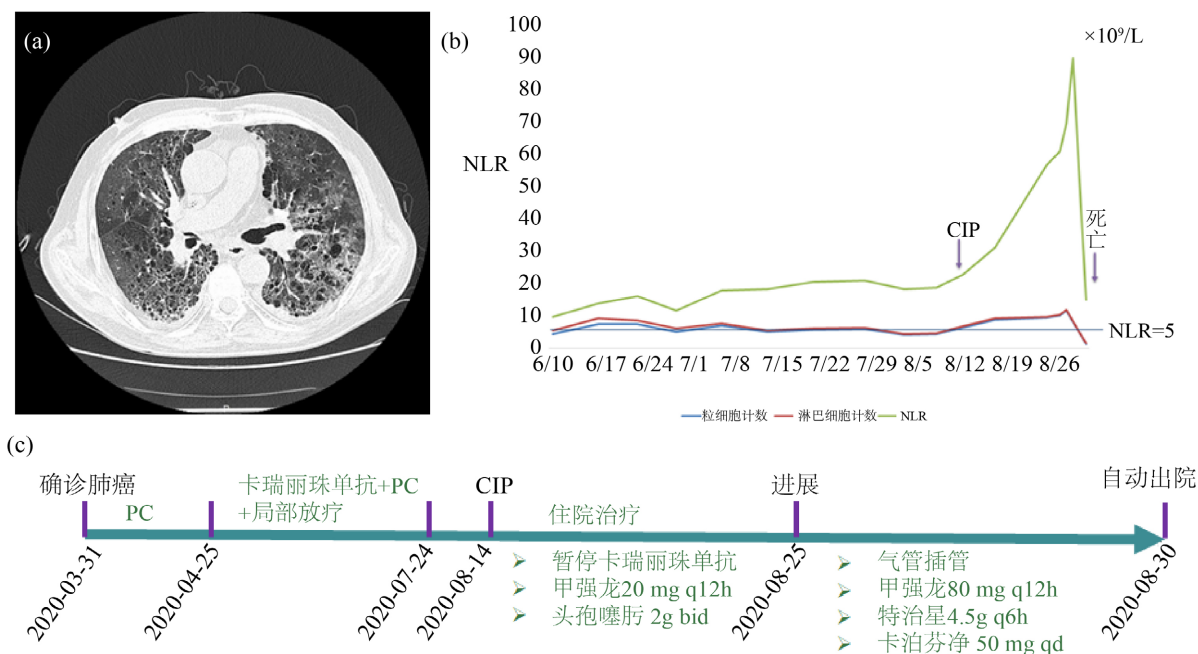 (a)
(b)
×10⁹/L
NLR
100
90
80
70
60
50
40
30
20
10
0
CIP
死亡
NLR=5
6/10 6/17 6/24 7/1 7/8 7/15 7/22 7/29 8/5 8/12 8/19 8/26
粒细胞计数 淋巴细胞计数 NLR
(c)
确诊肺癌
PC
卡瑞丽珠单抗+PC
+局部放疗
CIP
住院治疗
进展
自动出院
2020-03-31
2020-04-25
2020-07-24
2020-08-14
2020-08-25
2020-08-30
暂停卡瑞丽珠单抗
甲强龙20 mg q12h
头孢噻肟 2g bid
气管插管
甲强龙80 mg q12h
特治星4.5g q6h
卡泊芬净 50 mg qd